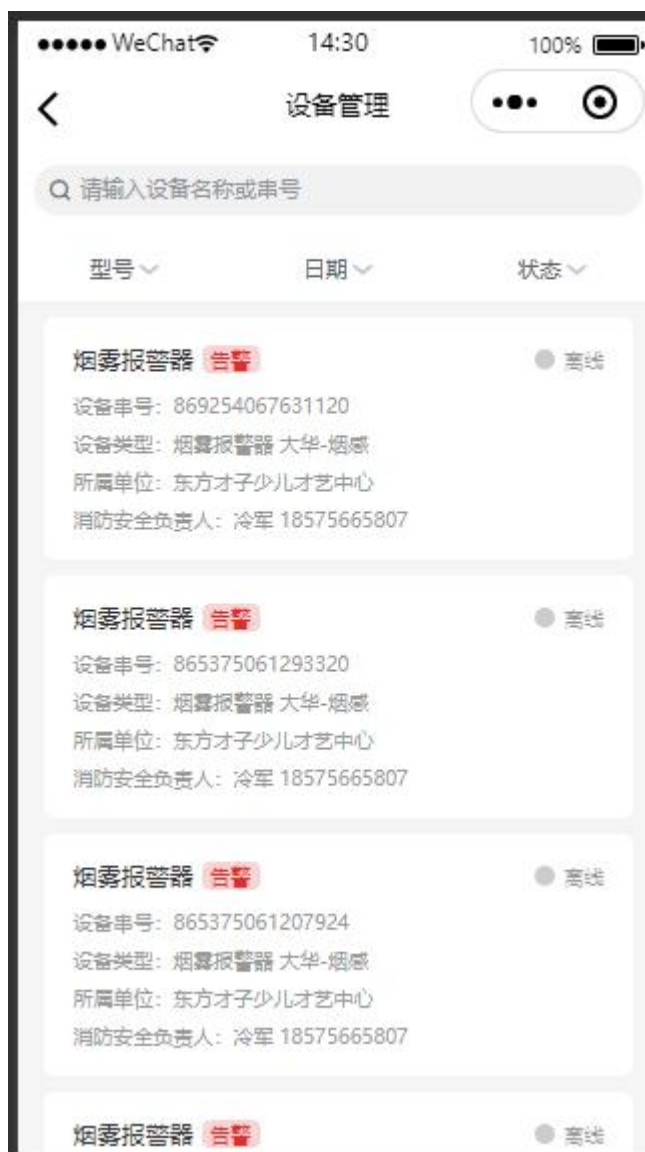 WeChat 14:30 100%
设备管理
请输入设备名称或串号
型号 日期 状态
烟雾报警器 告警 离线
设备串号：869254067631120
设备类型：烟雾报警器 大华-烟感
所属单位：东方才子少儿才艺中心
消防安全负责人：冷军 18575665807
烟雾报警器 告警 离线
设备串号：865375061293320
设备类型：烟雾报警器 大华-烟感
所属单位：东方才子少儿才艺中心
消防安全负责人：冷军 18575665807
烟雾报警器 告警 离线
设备串号：865375061207924
设备类型：烟雾报警器 大华-烟感
所属单位：东方才子少儿才艺中心
消防安全负责人：冷军 18575665807
烟雾报警器 告警 离线